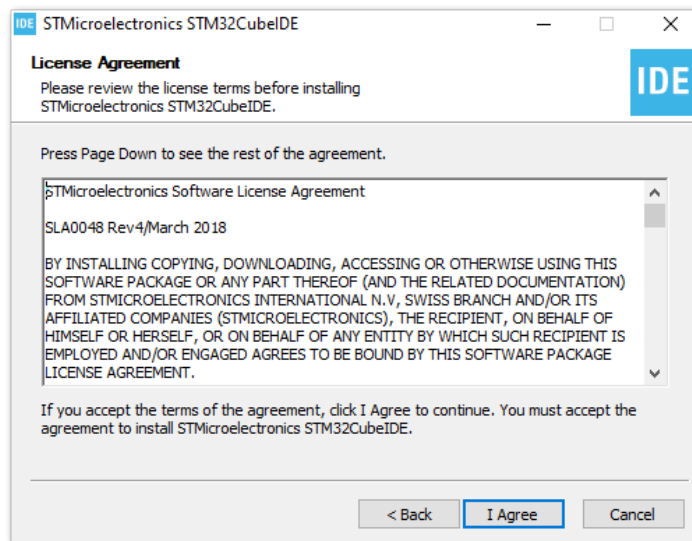 IDE STMicroelectronics STM32CubeIDE
License Agreement
Please review the license terms before installing
STMicroelectronics STM32CubeIDE.
IDE
Press Page Down to see the rest of the agreement.
STMicroelectronics Software License Agreement
SLA0048 Rev4/March 2018
BY INSTALLING COPYING, DOWNLOADING, ACCESSING OR OTHERWISE USING THIS
SOFTWARE PACKAGE OR ANY PART THEREOF (AND THE RELATED DOCUMENTATION)
FROM STMICROELECTRONICS INTERNATIONAL N.V, SWISS BRANCH AND/OR ITS
AFFILIATED COMPANIES (STMICROELECTRONICS), THE RECIPIENT, ON BEHALF OF
HIMSELF OR HERSELF, OR ON BEHALF OF ANY ENTITY BY WHICH SUCH RECIPIENT IS
EMPLOYED AND/OR ENGAGED AGREES TO BE BOUND BY THIS SOFTWARE PACKAGE
LICENSE AGREEMENT.
If you accept the terms of the agreement, click I Agree to continue. You must accept the
agreement to install STMicroelectronics STM32CubeIDE.
< Back I Agree Cancel